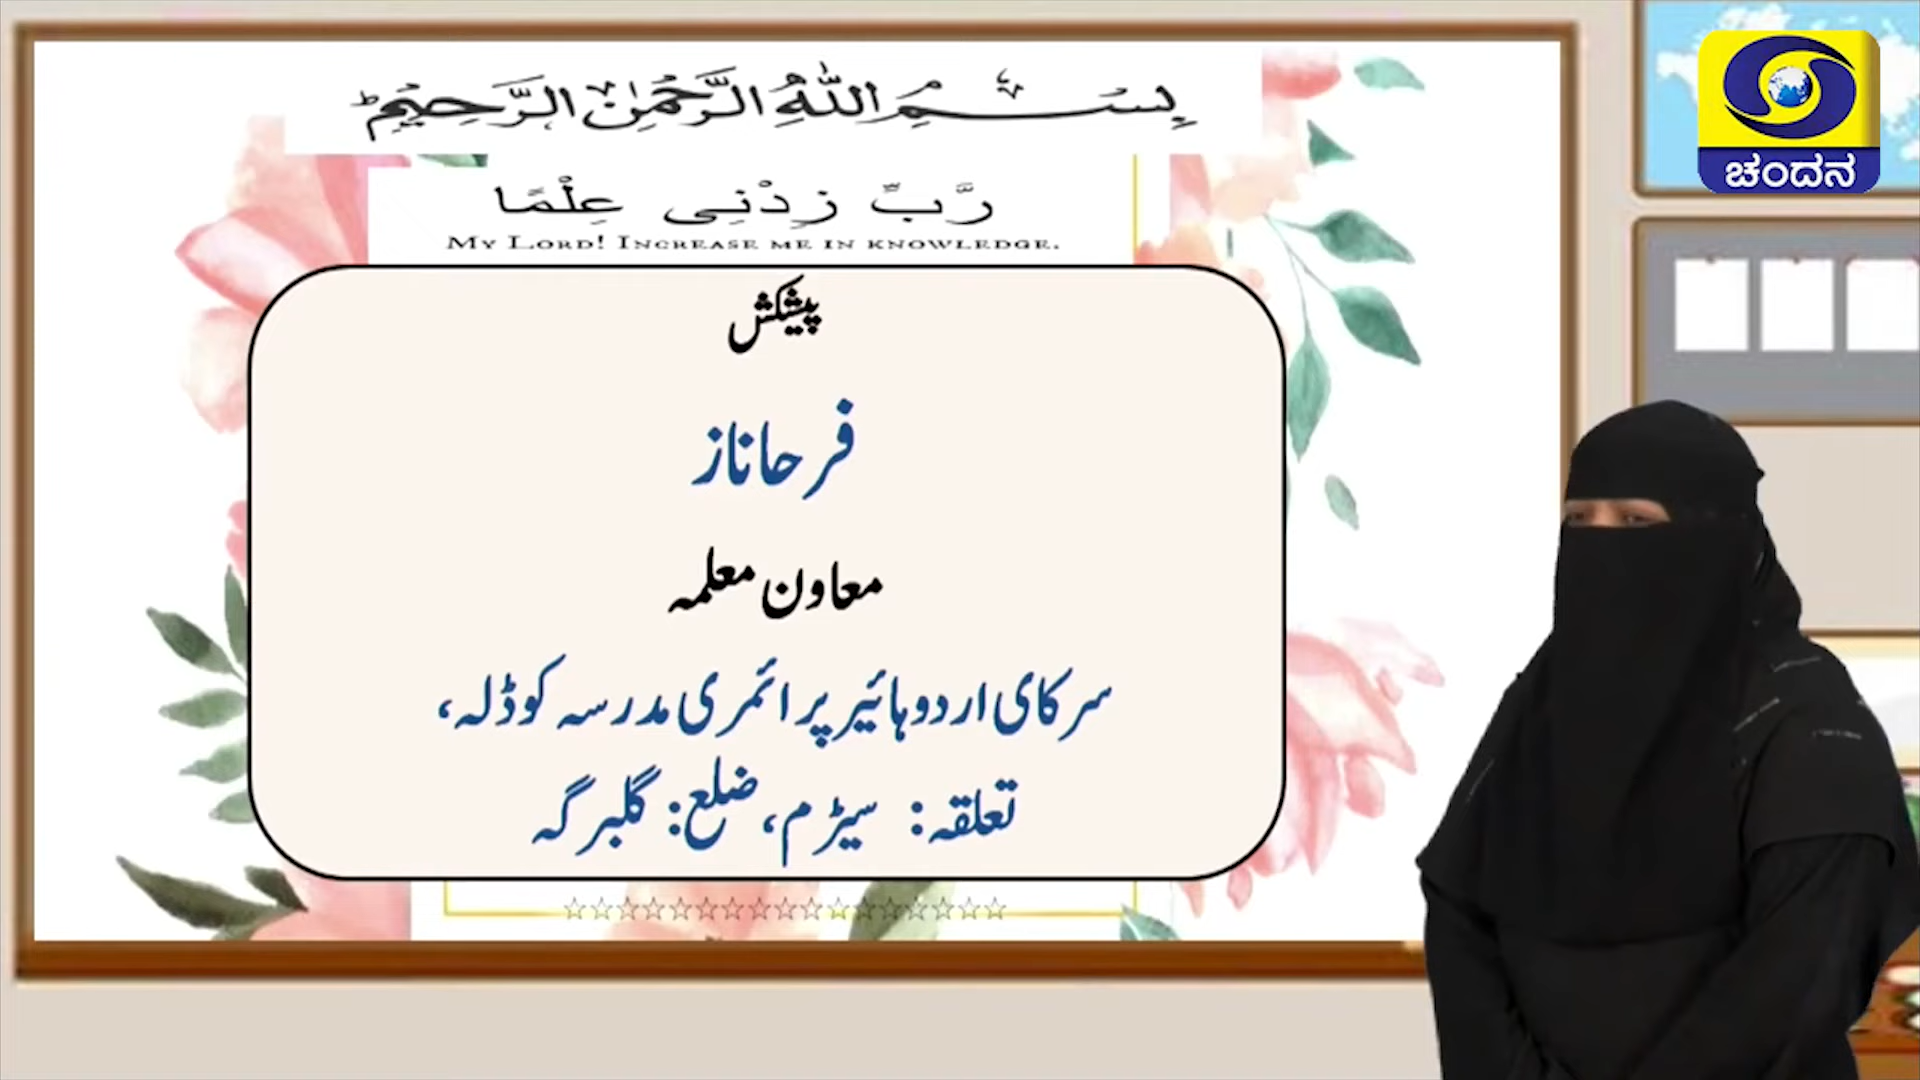 بِسْمِ اللّٰهِ الرَّحْمٰنِ الرَّحِيْمِ ط
رَّبِّ زِدْنِى عِلْمًا
MY LORD! INCREASE ME IN KNOWLEDGE.
پیشکش
فرحاناز
معاون معلمہ
سرکای اردو ہائیر پرائمری مدرسہ کوڈلہ،
تعلقہ: سیڑم، ضلع: گلبرگہ
☆☆☆☆☆☆☆☆☆☆☆☆☆☆☆☆☆
ಚಂದನ